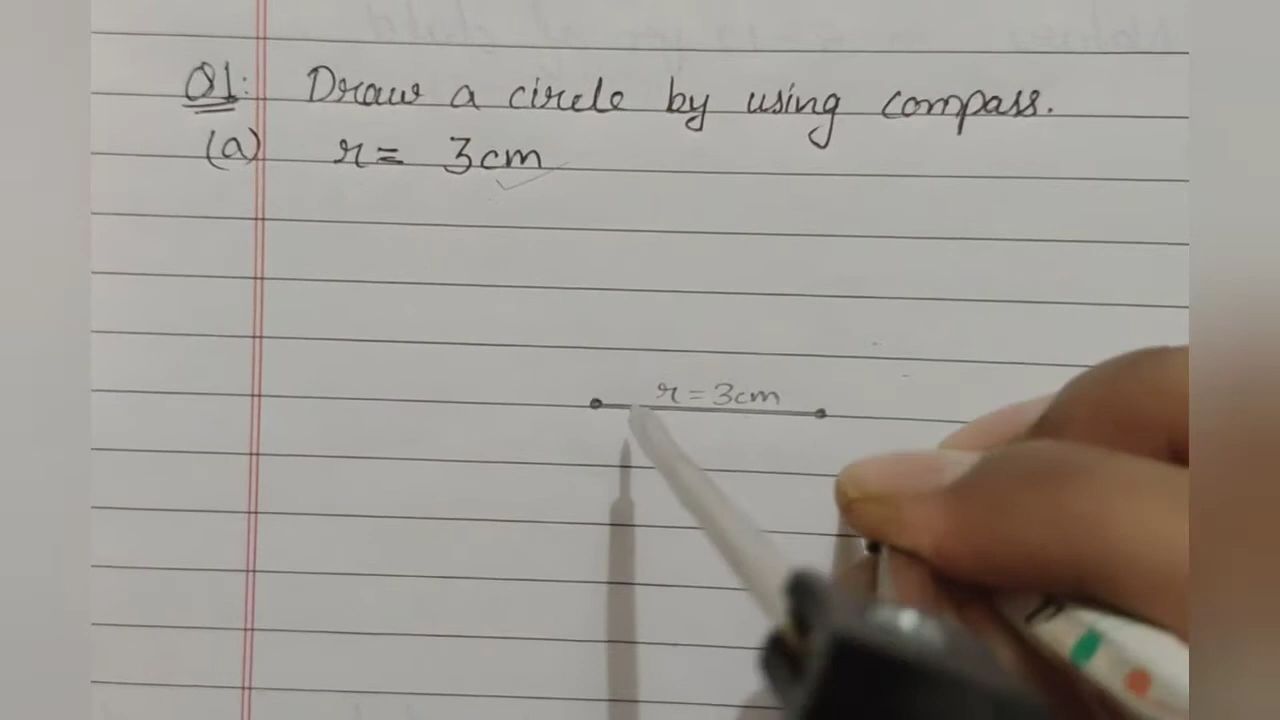 Q1: Draw a circle by using compass.
(a) r = 3cm
r = 3cm